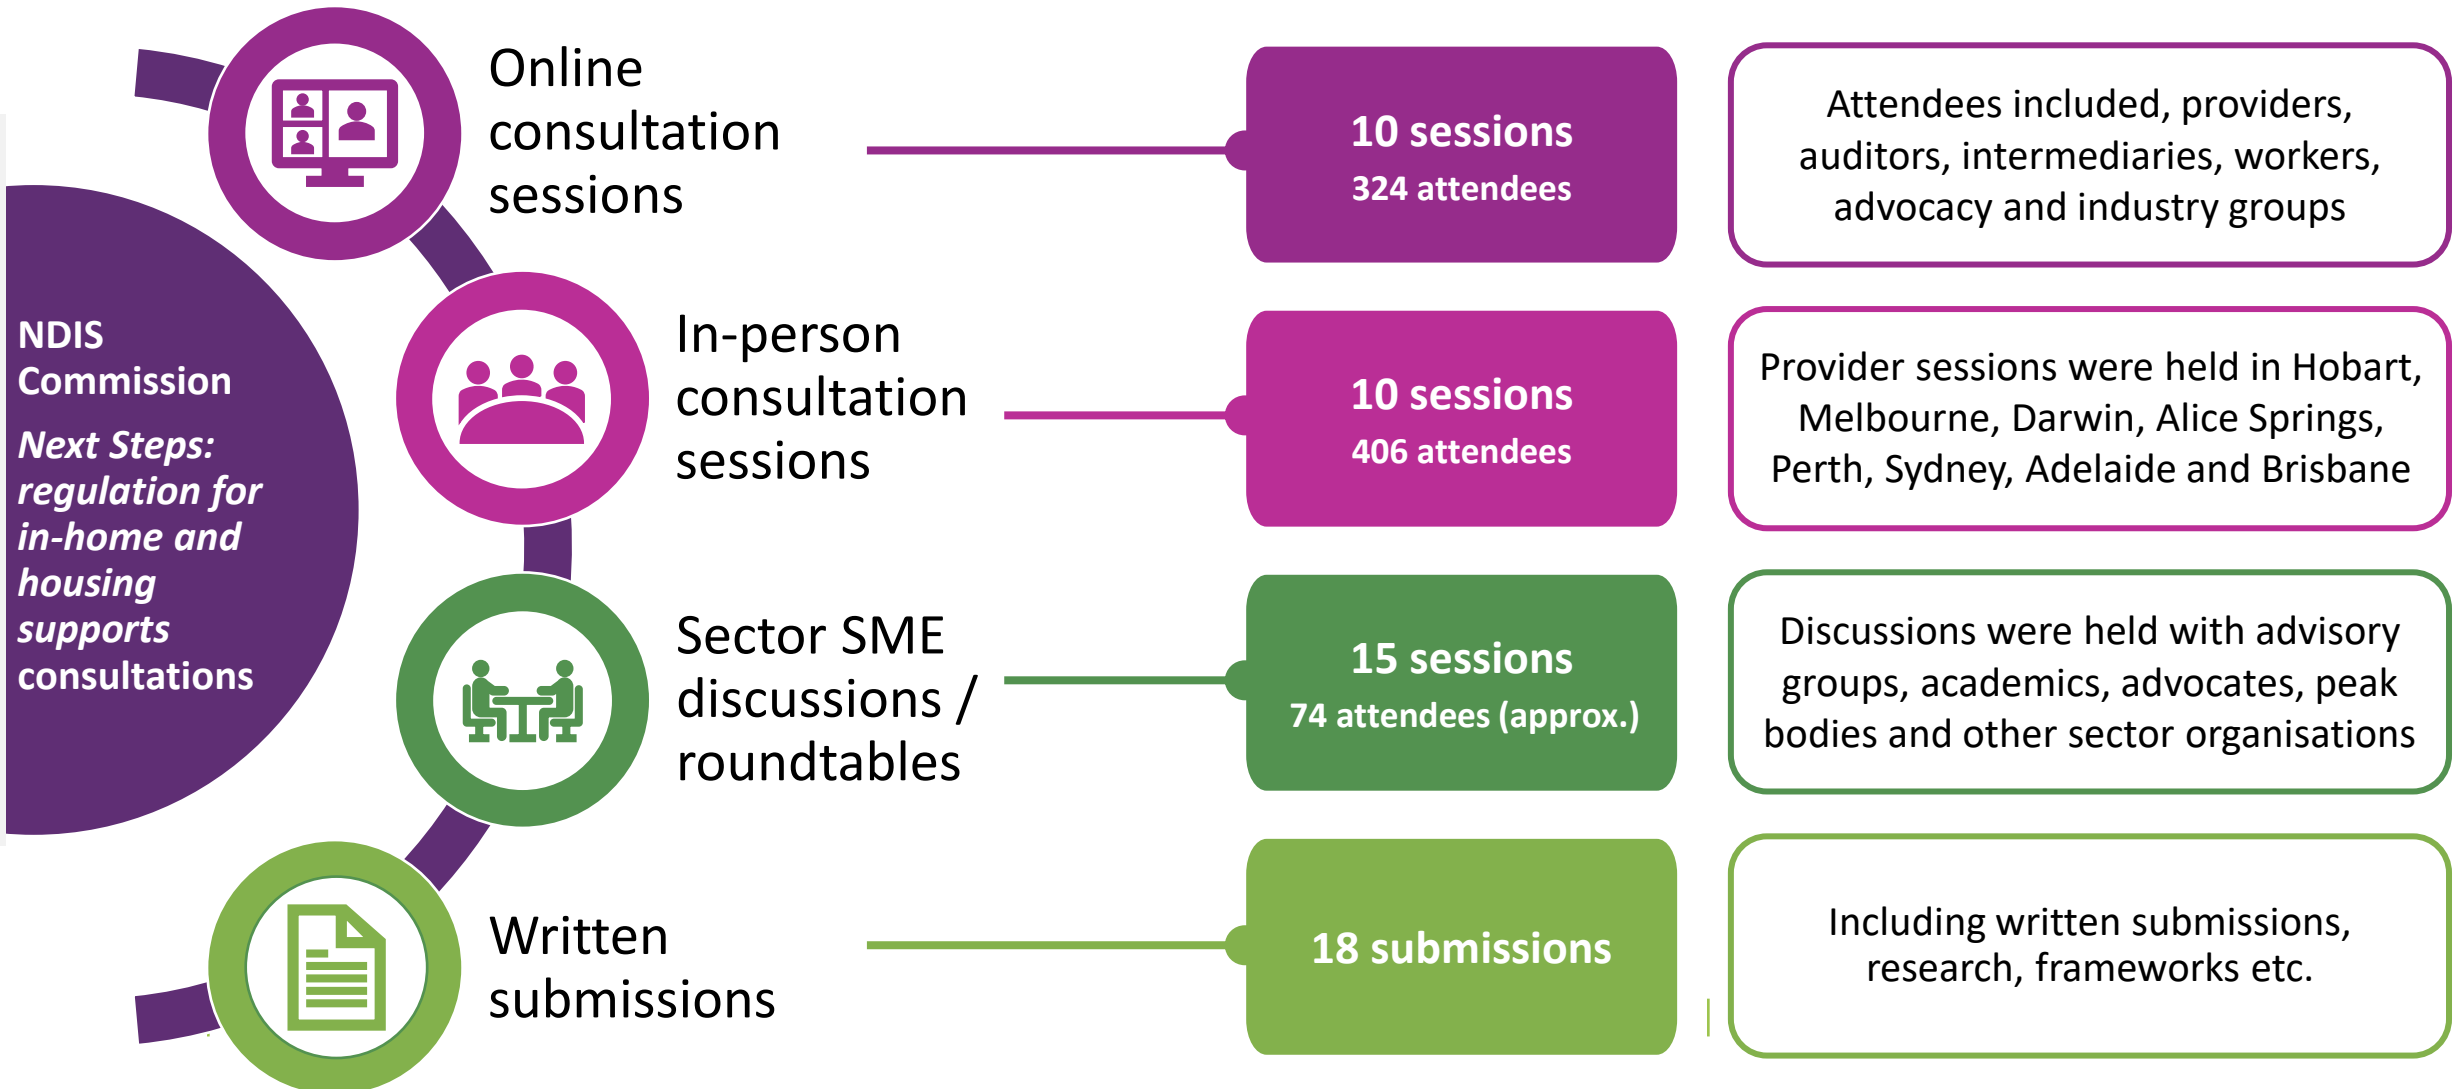 NDIS
Commission
Next Steps:
regulation for
in-home and
housing
supports
consultations
Online
consultation
sessions
10 sessions
324 attendees
Attendees included, providers,
auditors, intermediaries, workers,
advocacy and industry groups
In-person
consultation
sessions
10 sessions
406 attendees
Provider sessions were held in Hobart,
Melbourne, Darwin, Alice Springs,
Perth, Sydney, Adelaide and Brisbane
Sector SME
discussions /
roundtables
15 sessions
74 attendees (approx.)
Discussions were held with advisory
groups, academics, advocates, peak
bodies and other sector organisations
Written
submissions
18 submissions
Including written submissions,
research, frameworks etc.